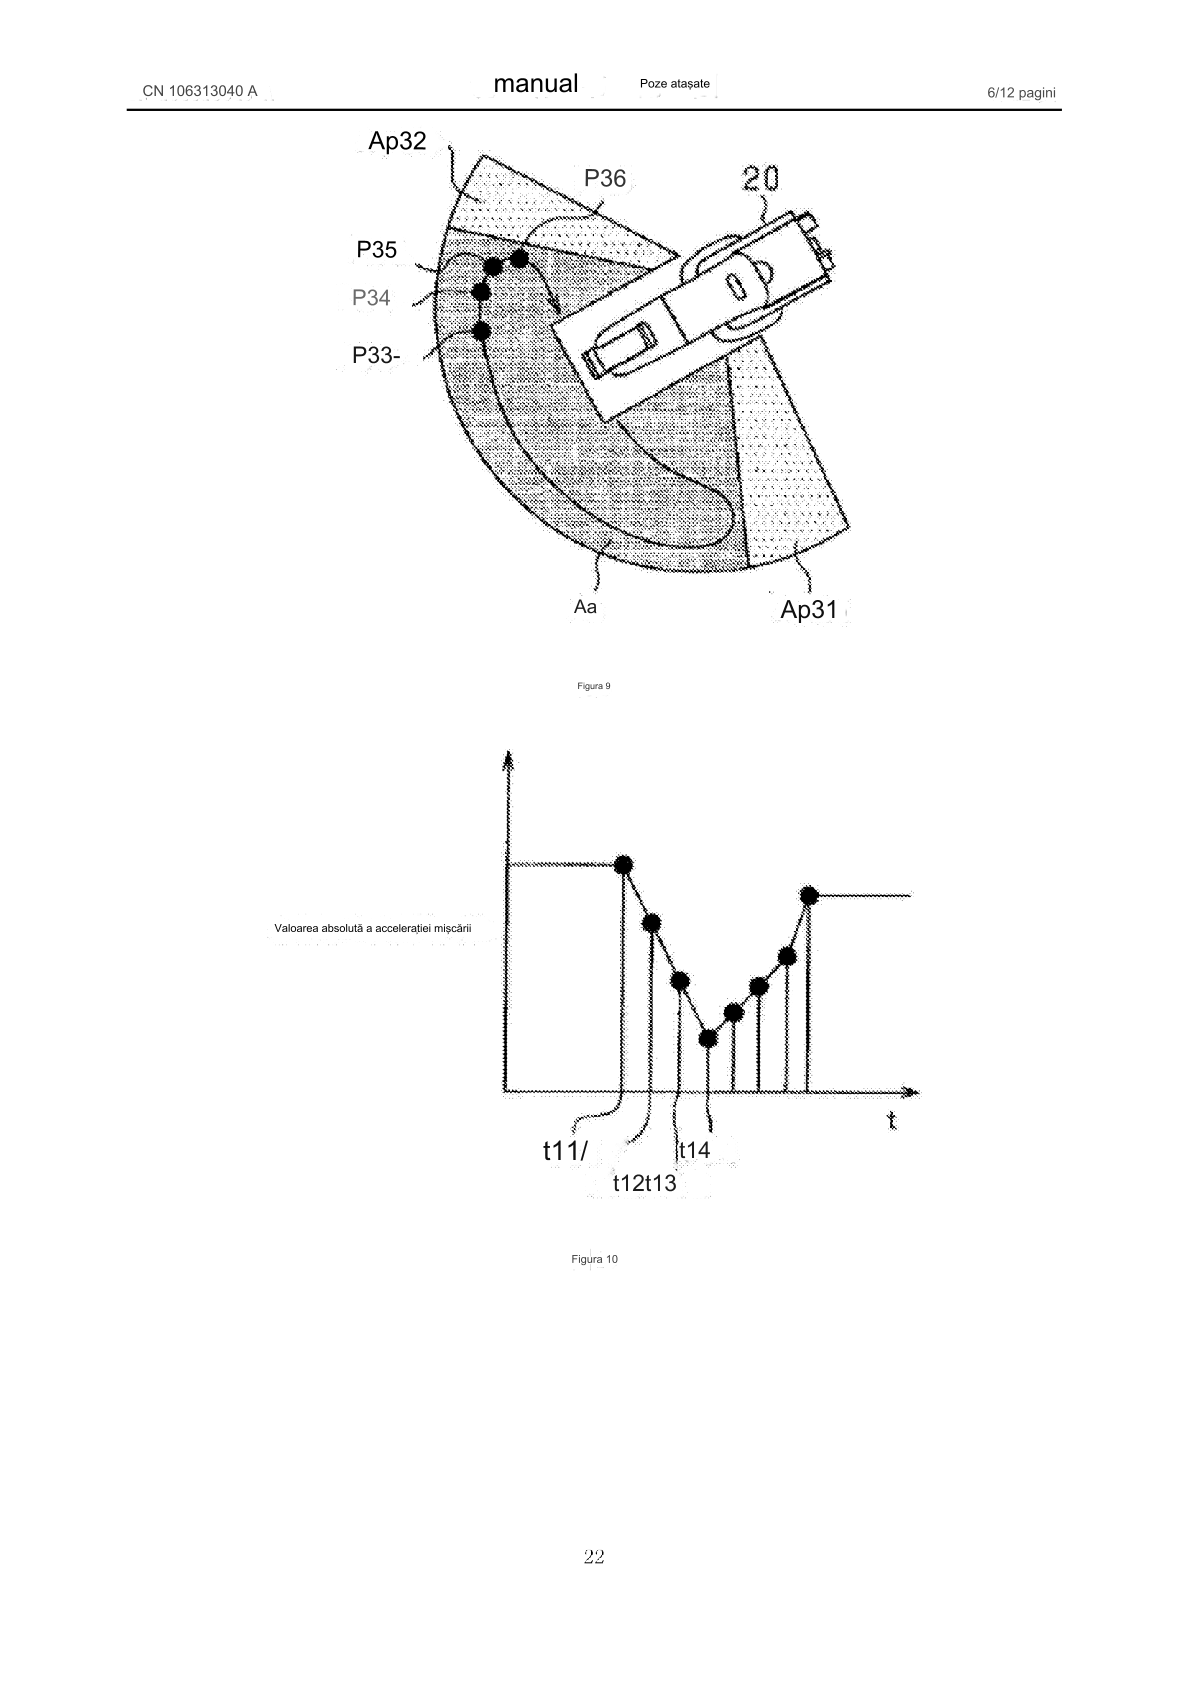 CN 106313040 A manual Poze atașate 6/12 pagini
Ap32
P36
20
P35
P34
P33-
Aa
Ap31
Figura 9
Valoarea absolută a accelerației mișcării
t
t11/
t14
t12t13
Figura 10
22